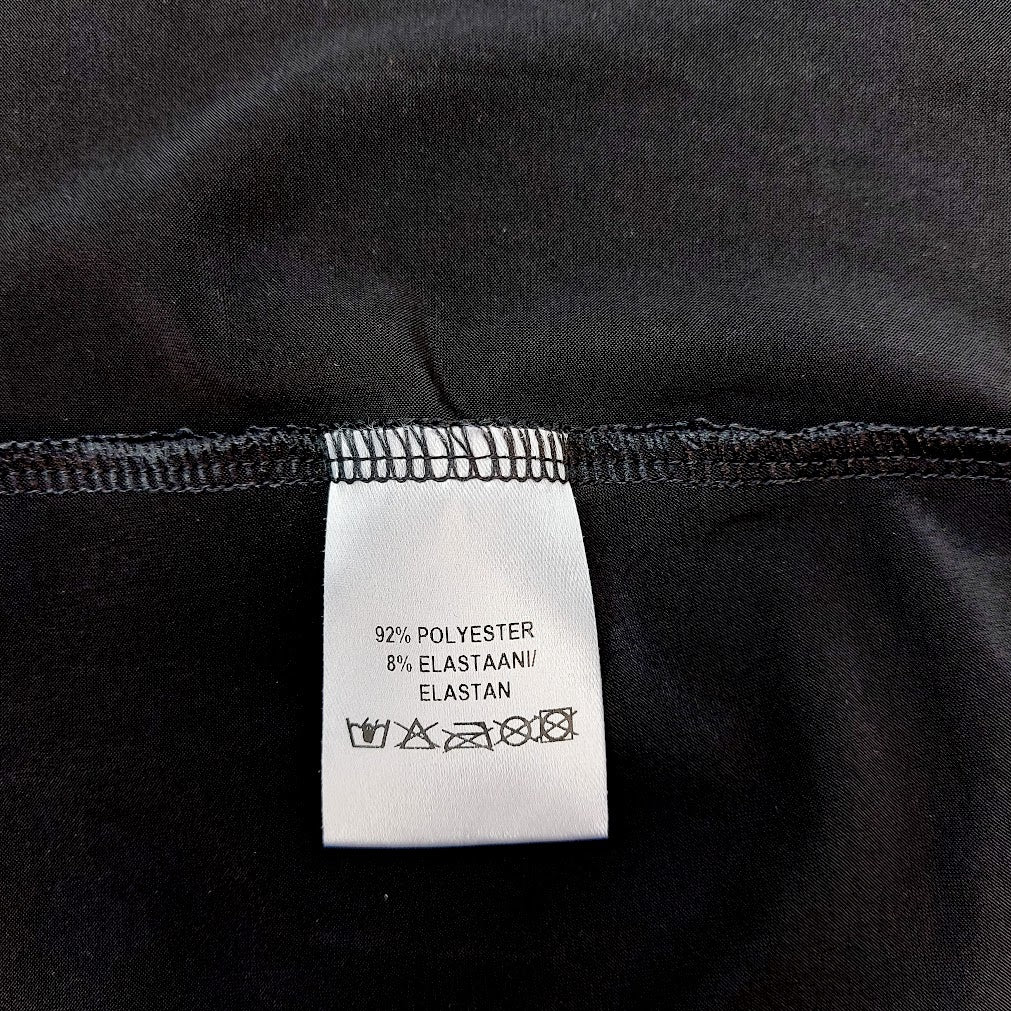 92% POLYESTER
8% ELASTAANI/
ELASTAN